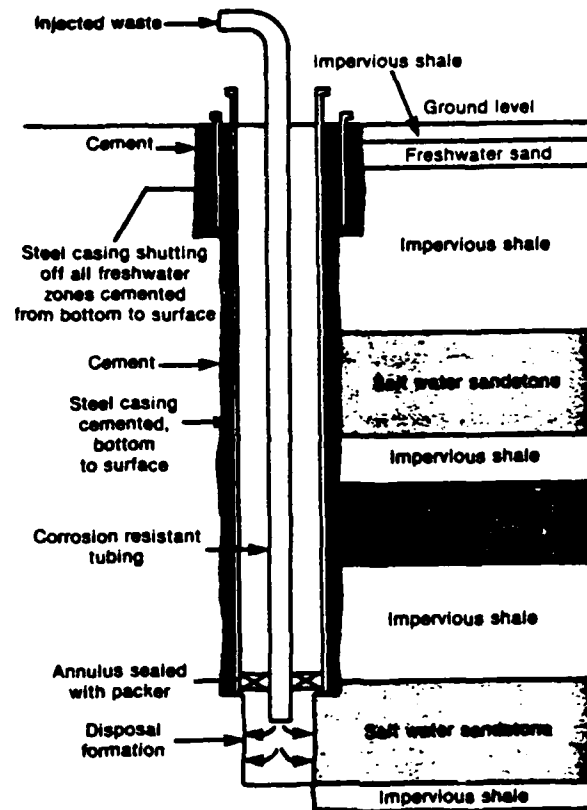 Injected waste
Impervious shale
Ground level
Cement
Freshwater sand
Steel casing shutting
off all freshwater
zones cemented
from bottom to surface
Impervious shale
Cement
Salt water sandstone
Steel casing
cemented,
bottom
to surface
Impervious shale
Corrosion resistant
tubing
Impervious shale
Annulus sealed
with packer
Disposal
formation
Salt water sandstone
Impervious shale